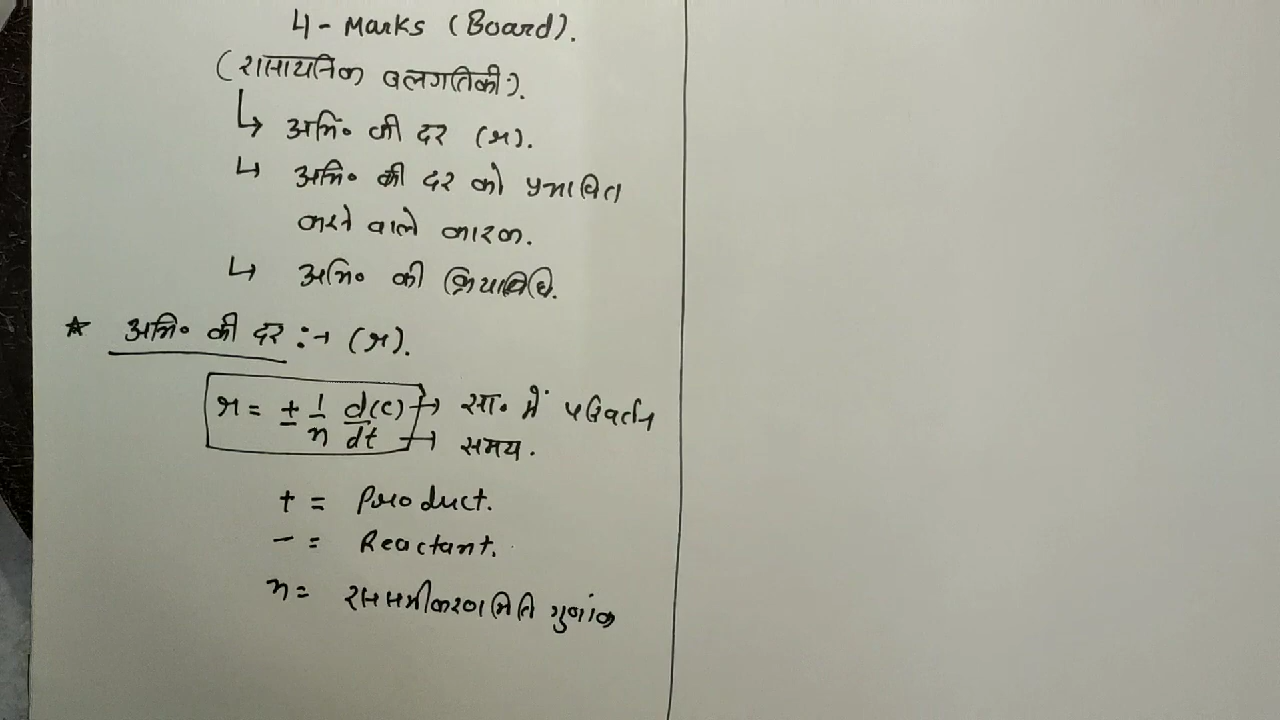 4 - Marks (Board).
(रासायनिक बलगतिकी).
↳ अभि० की दर (r).
↳ अभि० की दर को प्रभावित
करने वाले कारक.
↳ अभि० की क्रियाविधि.
★ अभि० की दर :→ (r).
r = ± 1/n d(c)/dt → सा० में परिवर्तन
→ समय.
+ = Product.
- = Reactant.
n = रससमीकरणमिति गुणांक